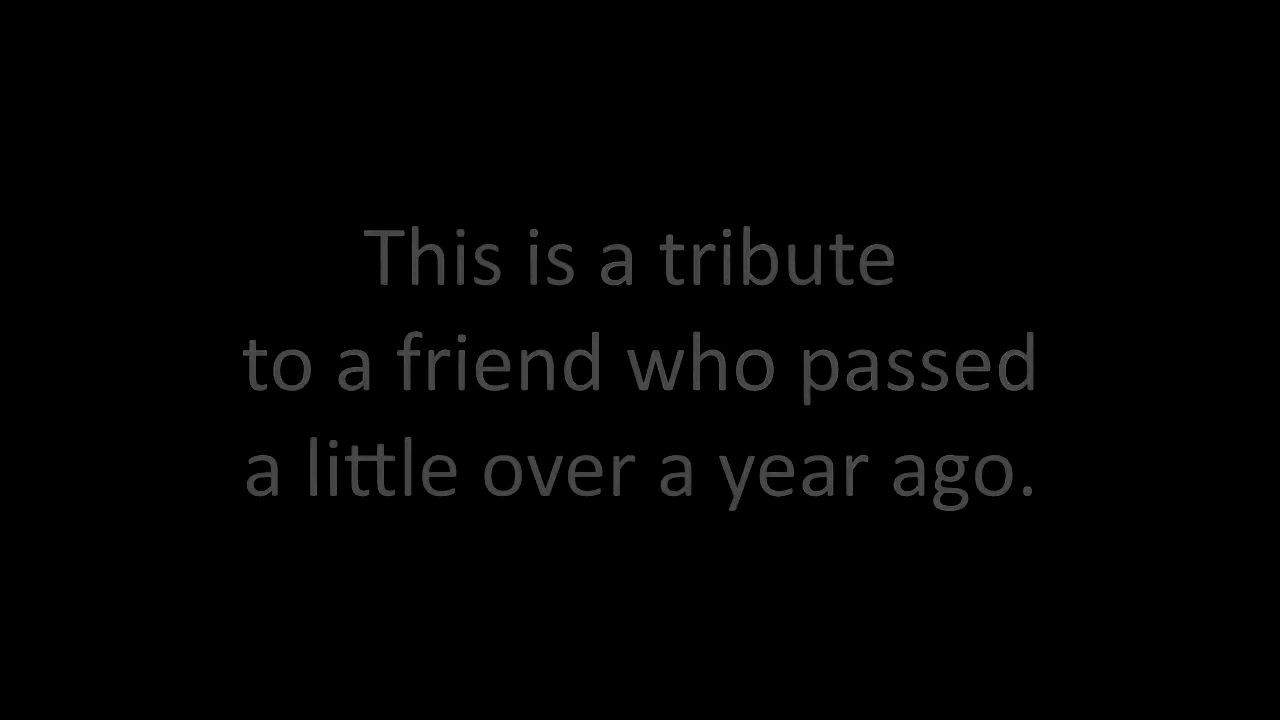 This is a tribute
to a friend who passed
a little over a year ago.